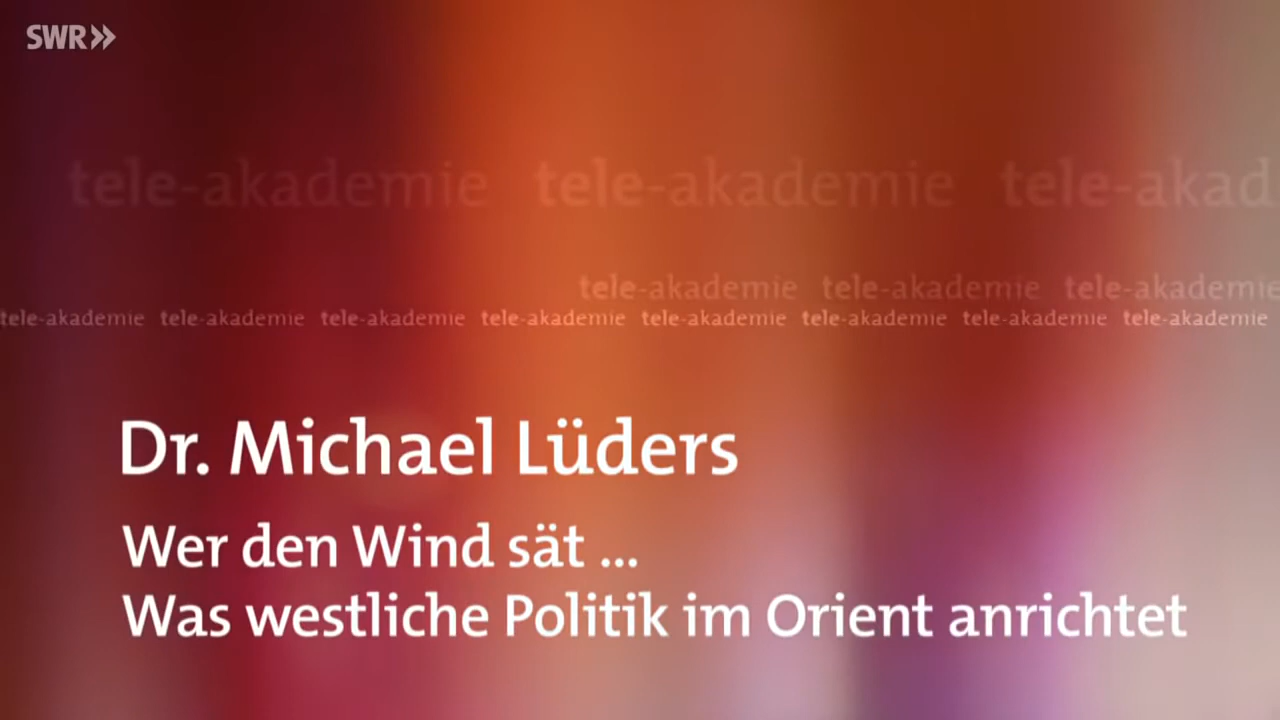 SWR»
tele-akademie tele-akademie tele-akad
tele-akademie tele-akademie tele-akademie
tele-akademie tele-akademie tele-akademie tele-akademie tele-akademie tele-akademie tele-akademie tele-akademie
Dr. Michael Lüders
Wer den Wind sät ...
Was westliche Politik im Orient anrichtet